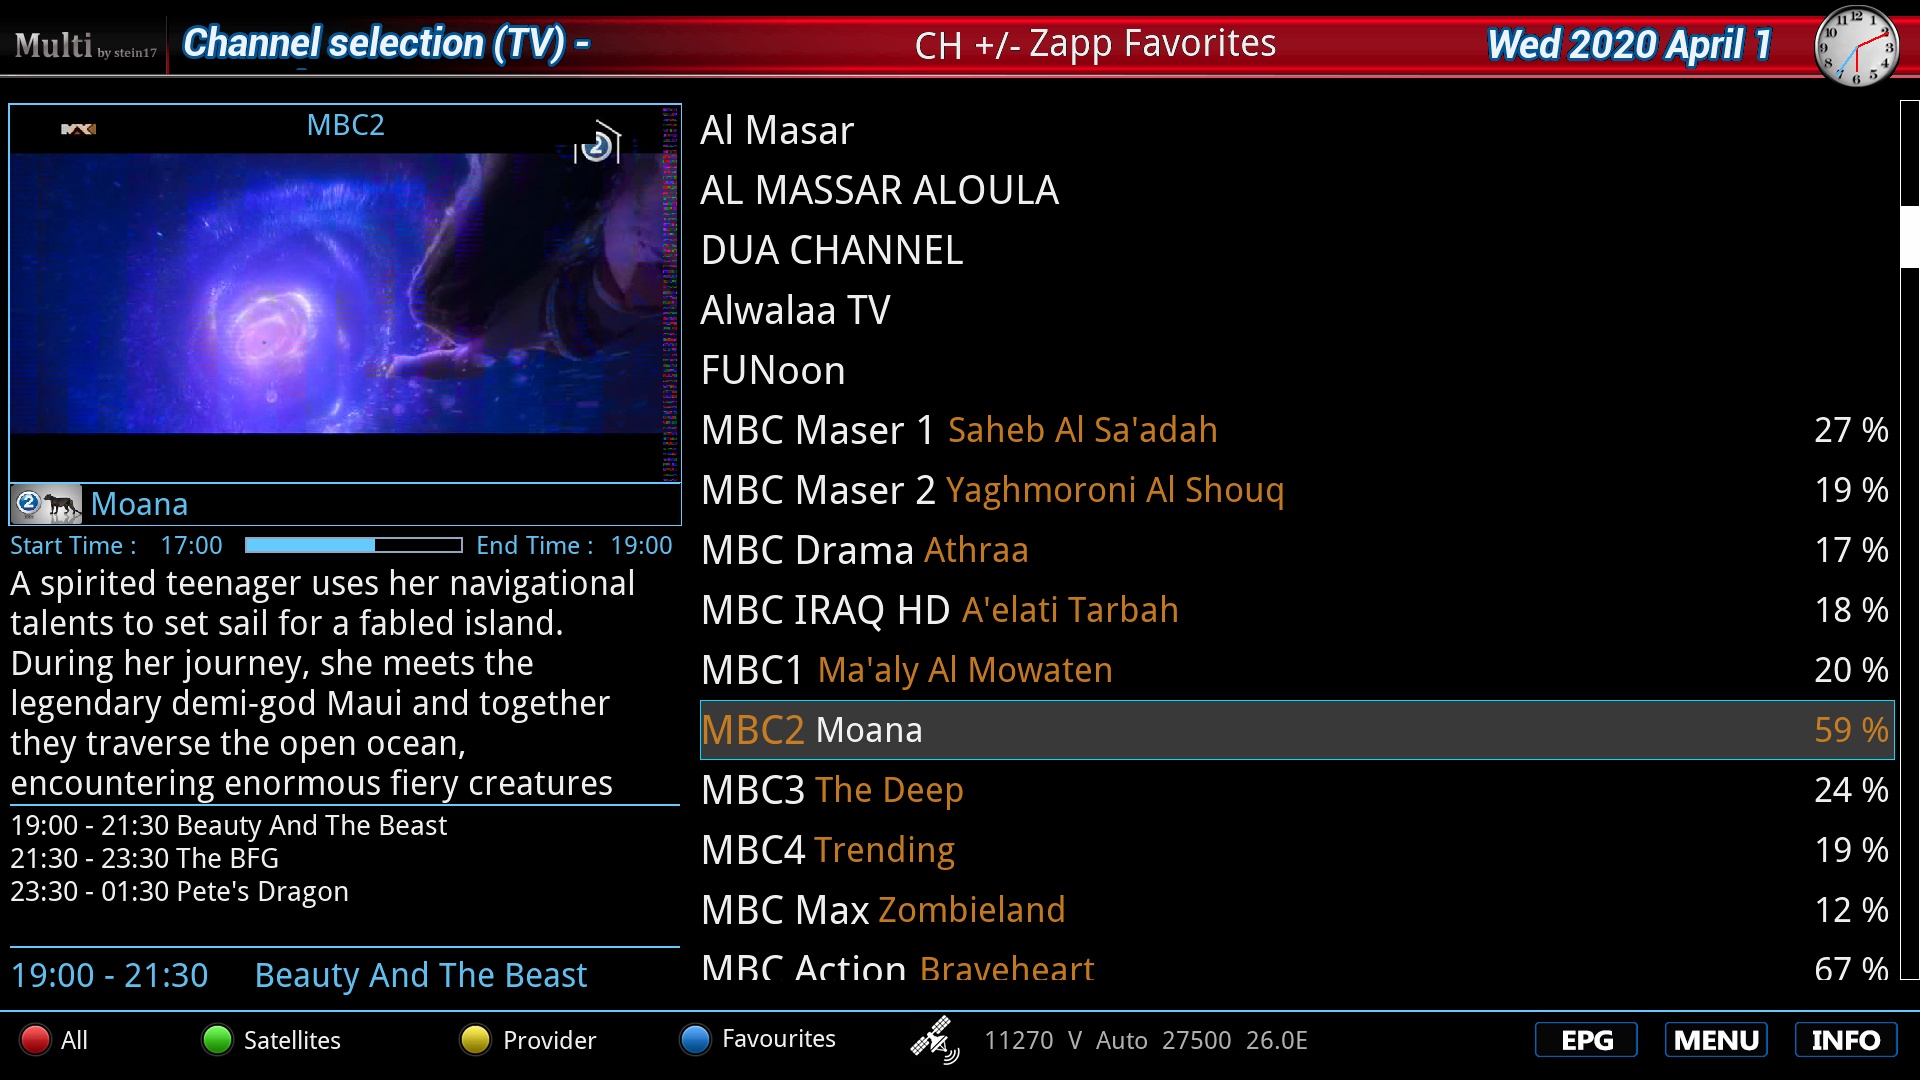 Multi by stein17
Channel selection (TV) -
CH +/- Zapp Favorites
Wed 2020 April 1
MBC2
2
2
Moana
Start Time : 17:00
End Time : 19:00
A spirited teenager uses her navigational
talents to set sail for a fabled island.
During her journey, she meets the
legendary demi-god Maui and together
they traverse the open ocean,
encountering enormous fiery creatures
19:00 - 21:30 Beauty And The Beast
21:30 - 23:30 The BFG
23:30 - 01:30 Pete's Dragon
19:00 - 21:30 Beauty And The Beast
Al Masar
AL MASSAR ALOULA
DUA CHANNEL
Alwalaa TV
FUNoon
MBC Maser 1 Saheb Al Sa'adah 27 %
MBC Maser 2 Yaghmoroni Al Shouq 19 %
MBC Drama Athraa 17 %
MBC IRAQ HD A'elati Tarbah 18 %
MBC1 Ma'aly Al Mowaten 20 %
MBC2 Moana 59 %
MBC3 The Deep 24 %
MBC4 Trending 19 %
MBC Max Zombieland 12 %
MBC Action Braveheart 67 %
All
Satellites
Provider
Favourites
11270 V Auto 27500 26.0E
EPG
MENU
INFO